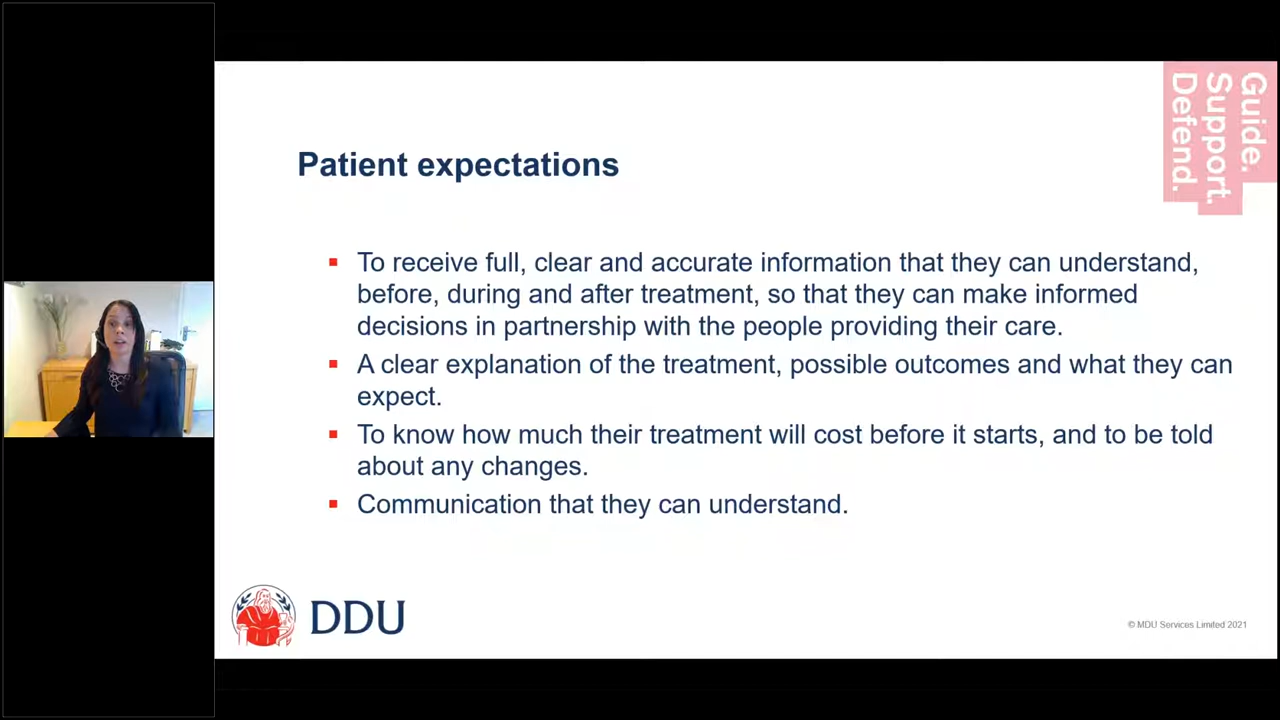 Guide.
Support.
Defend.
Patient expectations
To receive full, clear and accurate information that they can understand,
before, during and after treatment, so that they can make informed
decisions in partnership with the people providing their care.
A clear explanation of the treatment, possible outcomes and what they can
expect.
To know how much their treatment will cost before it starts, and to be told
about any changes.
Communication that they can understand.
DDU
© MDU Services Limited 2021